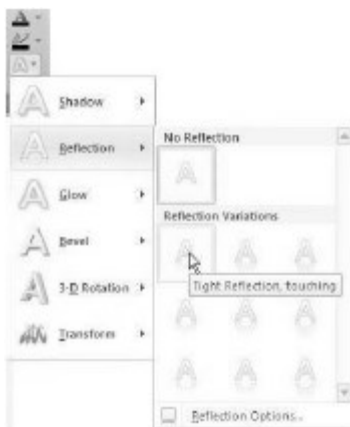 Shadow
Reflection
Glow
Bevel
3-D Rotation
Transform
No Reflection
Reflection Variations
Tight Reflection, touching
Reflection Options...